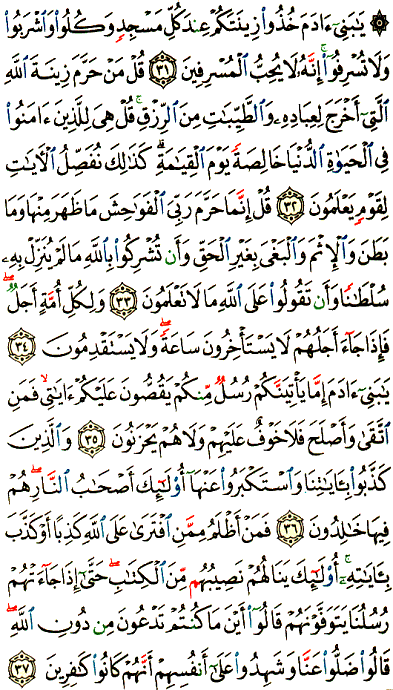 ۞ يَـٰبَنِىٓ ءَادَمَ خُذُوا۟ زِينَتَكُمْ عِندَ كُلِّ مَسْجِدٍ وَكُلُوا۟ وَٱشْرَبُوا۟
وَلَا تُسْرِفُوٓا۟ ۚ إِنَّهُۥ لَا يُحِبُّ ٱلْمُسْرِفِينَ ٣١ قُلْ مَنْ حَرَّمَ زِينَةَ ٱللَّهِ
ٱلَّتِىٓ أَخْرَجَ لِعِبَادِهِۦ وَٱلطَّيِّبَـٰتِ مِنَ ٱلرِّزْقِ ۚ قُلْ هِىَ لِلَّذِينَ ءَامَنُوا۟
فِى ٱلْحَيَوٰةِ ٱلدُّنْيَا خَالِصَةً يَوْمَ ٱلْقِيَـٰمَةِ ۗ كَذَٰلِكَ نُفَصِّلُ ٱلْـَٔايَـٰتِ
لِقَوْمٍ يَعْلَمُونَ ٣٢ قُلْ إِنَّمَا حَرَّمَ رَبِّىَ ٱلْفَوَٰحِشَ مَا ظَهَرَ مِنْهَا وَمَا
بَطَنَ وَٱلْإِثْمَ وَٱلْبَغْىَ بِغَيْرِ ٱلْحَقِّ وَأَن تُشْرِكُوا۟ بِٱللَّهِ مَا لَمْ يُنَزِّلْ بِهِۦ
سُلْطَـٰنًا وَأَن تَقُولُوا۟ عَلَى ٱللَّهِ مَا لَا تَعْلَمُونَ ٣٣ وَلِكُلِّ أُمَّةٍ أَجَلٌ ۖ
فَإِذَا جَآءَ أَجَلُهُمْ لَا يَسْتَأْخِرُونَ سَاعَةً ۖ وَلَا يَسْتَقْدِمُونَ ٣٤
يَـٰبَنِىٓ ءَادَمَ إِمَّا يَأْتِيَنَّكُمْ رُسُلٌ مِّنكُمْ يَقُصُّونَ عَلَيْكُمْ ءَايَـٰتِى ۙ فَمَنِ
ٱتَّقَىٰ وَأَصْلَحَ فَلَا خَوْفٌ عَلَيْهِمْ وَلَا هُمْ يَحْزَنُونَ ٣٥ وَٱلَّذِينَ
كَذَّبُوا۟ بِـَٔايَـٰتِنَا وَٱسْتَكْبَرُوا۟ عَنْهَآ أُو۟لَـٰٓئِكَ أَصْحَـٰبُ ٱلنَّارِ ۖ هُمْ
فِيهَا خَـٰلِدُونَ ٣٦ فَمَنْ أَظْلَمُ مِمَّنِ ٱفْتَرَىٰ عَلَى ٱللَّهِ كَذِبًا أَوْ كَذَّبَ
بِـَٔايَـٰتِهِۦٓ ۚ أُو۟لَـٰٓئِكَ يَنَالُهُمْ نَصِيبُهُم مِّنَ ٱلْكِتَـٰبِ ۖ حَتَّىٰٓ إِذَا جَآءَتْهُمْ
رُسُلُنَا يَتَوَفَّوْنَهُمْ قَالُوٓا۟ أَيْنَ مَا كُنتُمْ تَدْعُونَ مِن دُونِ ٱللَّهِ ۖ
قَالُوا۟ ضَلُّوا۟ عَنَّا وَشَهِدُوا۟ عَلَىٰٓ أَنفُسِهِمْ أَنَّهُمْ كَانُوا۟ كَـٰفِرِينَ ٣٧